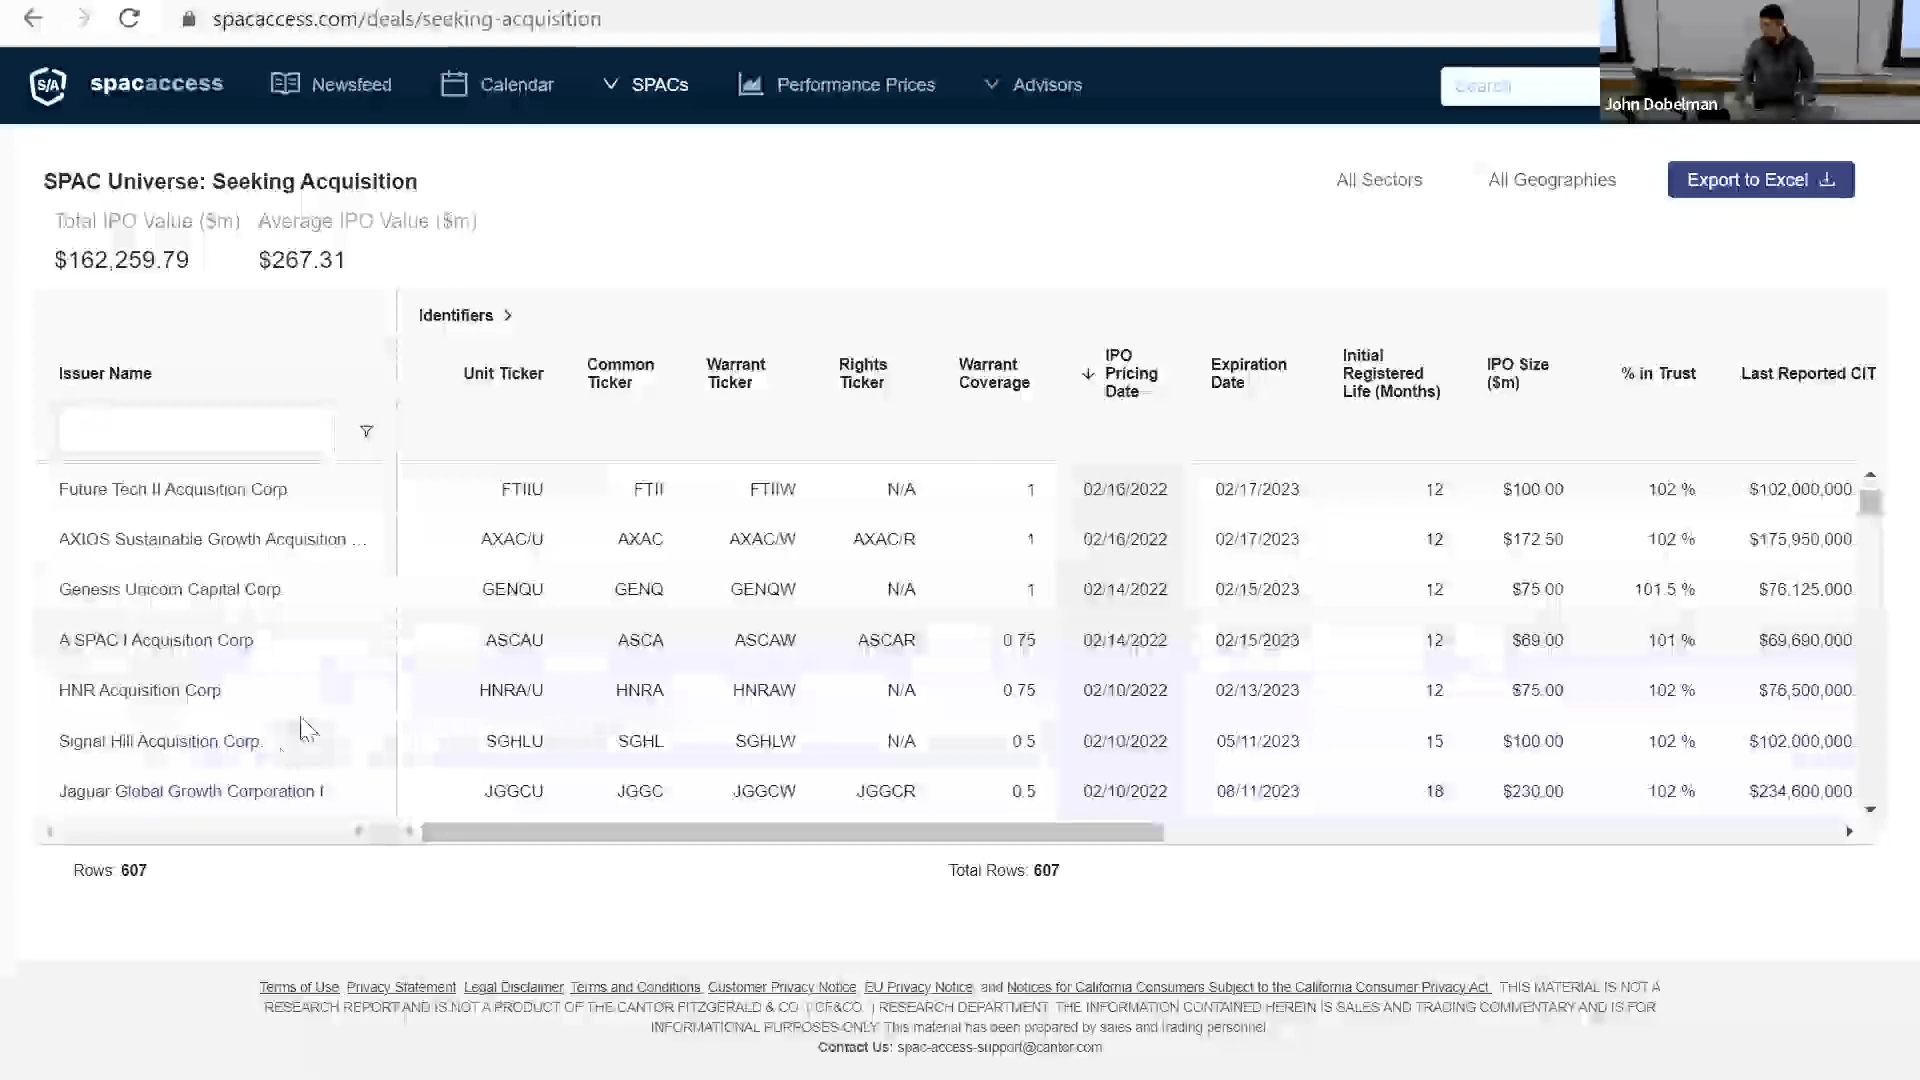 spacaccess.com/deals/seeking-acquisition
S/A spacaccess Newsfeed Calendar SPACs Performance Prices Advisors Search
John Dobelman
SPAC Universe: Seeking Acquisition All Sectors All Geographies Export to Excel
Total IPO Value ($m) Average IPO Value ($m)
$162,259.79 $267.31
Identifiers
Issuer Name Unit Ticker Common Ticker Warrant Ticker Rights Ticker Warrant Coverage IPO Pricing Date Expiration Date Initial Registered Life (Months) IPO Size ($m) % in Trust Last Reported CIT
Future Tech II Acquisition Corp FTIIU FTII FTIIW N/A 1 02/16/2022 02/17/2023 12 $100.00 102 % $102,000,000
AXIOS Sustainable Growth Acquisition ... AXAC/U AXAC AXAC/W AXAC/R 1 02/16/2022 02/17/2023 12 $172.50 102 % $175,950,000
Genesis Unicorn Capital Corp GENQU GENQ GENQW N/A 1 02/14/2022 02/15/2023 12 $75.00 101.5 % $76,125,000
A SPAC I Acquisition Corp ASCAU ASCA ASCAW ASCAR 0.75 02/14/2022 02/15/2023 12 $69.00 101 % $69,690,000
HNR Acquisition Corp HNRA/U HNRA HNRAW N/A 0.75 02/10/2022 02/13/2023 12 $75.00 102 % $76,500,000
Signal Hill Acquisition Corp. SGHLU SGHL SGHLW N/A 0.5 02/10/2022 05/11/2023 15 $100.00 102 % $102,000,000
Jaguar Global Growth Corporation I JGGCU JGGC JGGCW JGGCR 0.5 02/10/2022 08/11/2023 18 $230.00 102 % $234,600,000
Rows: 607 Total Rows: 607
Terms of Use Privacy Statement Legal Disclaimer Terms and Conditions Customer Privacy Notice EU Privacy Notice and Notices for California Consumers Subject to the California Consumer Privacy Act. THIS MATERIAL IS NOT A
RESEARCH REPORT AND IS NOT A PRODUCT OF THE CANTOR FITZGERALD & CO. ("CF&CO.") RESEARCH DEPARTMENT. THE INFORMATION CONTAINED HEREIN IS SALES AND TRADING COMMENTARY AND IS FOR
INFORMATIONAL PURPOSES ONLY. This material has been prepared by sales and trading personnel
Contact Us: spac-access-support@cantor.com